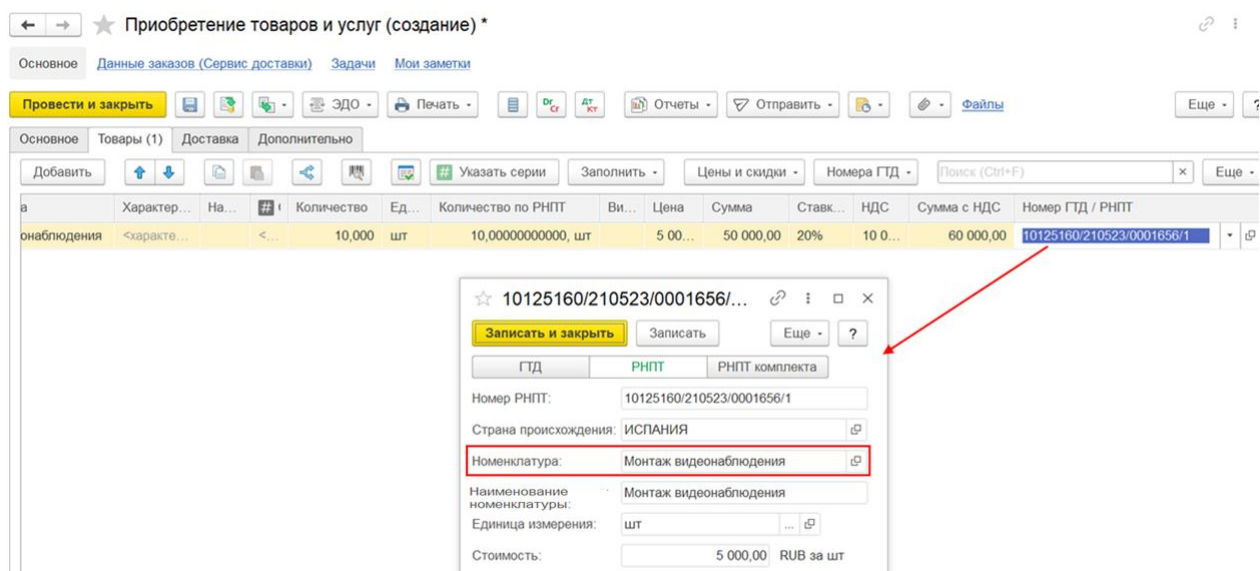 Приобретение товаров и услуг (создание) *
Основное Данные заказов (Сервис доставки) Задачи Мои заметки
Провести и закрыть ЭДО Печать Dr Cr Дт Кт Отчеты Отправить Файлы Еще ?
Основное Товары (1) Доставка Дополнительно
Добавить Указать серии Заполнить Цены и скидки Номера ГТД Поиск (Ctrl+F) × Еще
а Характер... На... # Количество Ед... Количество по РНПТ Ви... Цена Сумма Ставк... НДС Сумма с НДС Номер ГТД / РНПТ
онаблюдения <характе... <... 10,000 шт 10,00000000000, шт 5 00... 50 000,00 20% 10 0... 60 000,00 10125160/210523/0001656/1
10125160/210523/0001656/...
Записать и закрыть Записать Еще ?
ГТД РНПТ РНПТ комплекта
Номер РНПТ: 10125160/210523/0001656/1
Страна происхождения: ИСПАНИЯ
Номенклатура: Монтаж видеонаблюдения
Наименование номенклатуры: Монтаж видеонаблюдения
Единица измерения: шт ...
Стоимость: 5 000,00 RUB за шт